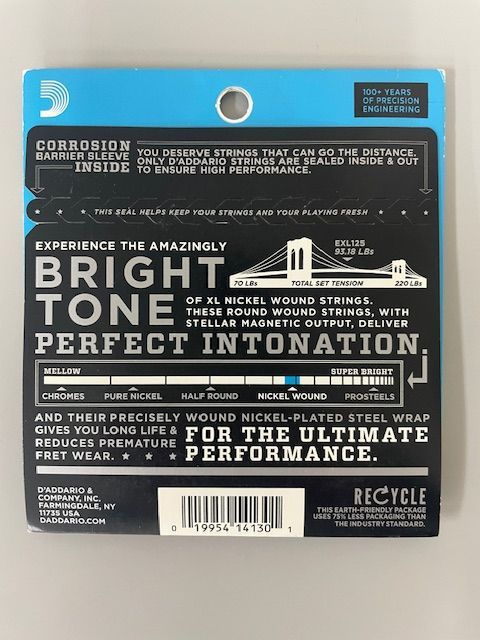 100+ YEARS
OF PRECISION
ENGINEERING
CORROSION
BARRIER SLEEVE
INSIDE
YOU DESERVE STRINGS THAT CAN GO THE DISTANCE.
ONLY D'ADDARIO STRINGS ARE SEALED INSIDE & OUT
TO ENSURE HIGH PERFORMANCE.
★ ★ ★ THIS SEAL HELPS KEEP YOUR STRINGS AND YOUR PLAYING FRESH ★ ★ ★
EXPERIENCE THE AMAZINGLY
BRIGHT
TONE
EXL125
93.18 LBs
70 LBs TOTAL SET TENSION 220 LBs
OF XL NICKEL WOUND STRINGS.
THESE ROUND WOUND STRINGS, WITH
STELLAR MAGNETIC OUTPUT, DELIVER
PERFECT INTONATION.
MELLOW SUPER BRIGHT
CHROMES PURE NICKEL HALF ROUND NICKEL WOUND PROSTEELS
AND THEIR PRECISELY WOUND NICKEL-PLATED STEEL WRAP
GIVES YOU LONG LIFE &
REDUCES PREMATURE
FRET WEAR. ★ ★ ★
FOR THE ULTIMATE
PERFORMANCE.
D'ADDARIO &
COMPANY, INC.
FARMINGDALE, NY
11735 USA
DADDARIO.COM
0 19954 14130 1
RECYCLE
THIS EARTH-FRIENDLY PACKAGE
USES 75% LESS PACKAGING THAN
THE INDUSTRY STANDARD.